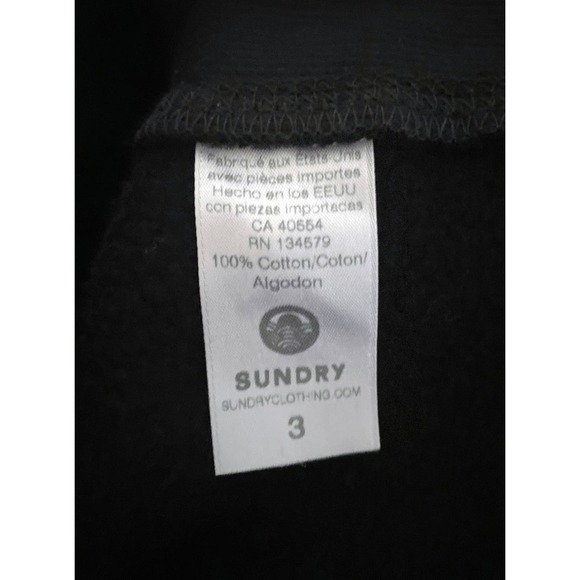 Fabriqué aux États-Unis
avec pièces importes
Hecho en los EEUU
con piezas importadas
CA 40554
RN 134579
100% Cotton/Coton/
Algodon
SUNDRY
SUNDRYCLOTHING.COM
3